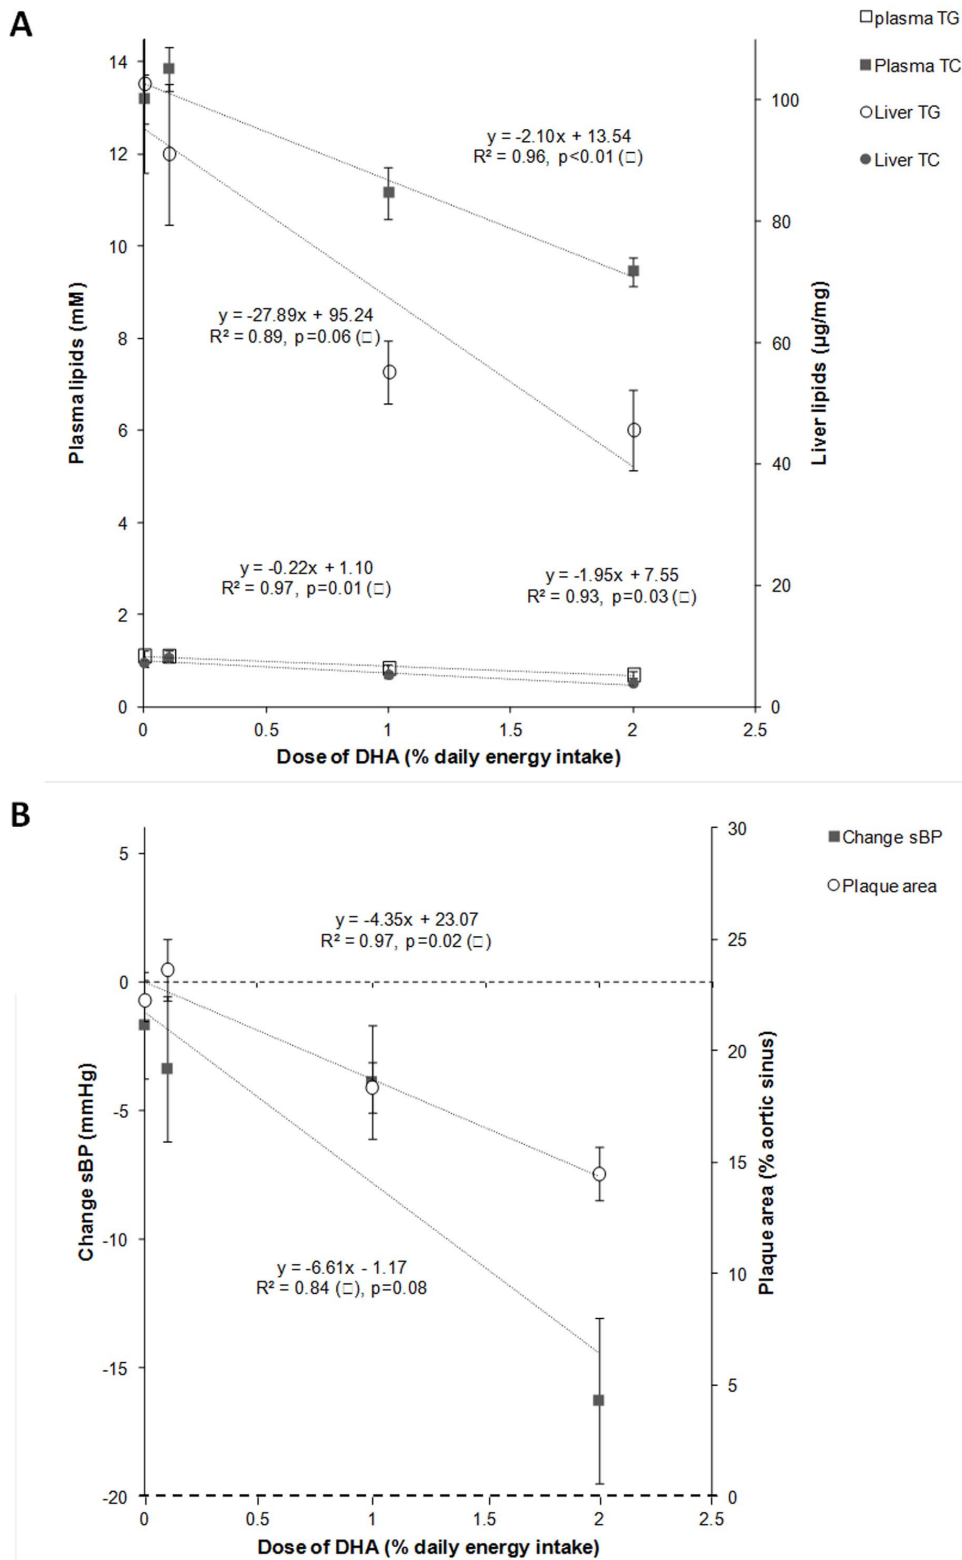 A
plasma TG
Plasma TC
Liver TG
Liver TC
14
12
10
8
6
4
2
0
Plasma lipids (mM)
100
80
60
40
20
0
Liver lipids (µg/mg)
y = -2.10x + 13.54
R² = 0.96, p<0.01 (□)
y = -27.89x + 95.24
R² = 0.89, p=0.06 (□)
y = -0.22x + 1.10
R² = 0.97, p=0.01 (□)
y = -1.95x + 7.55
R² = 0.93, p=0.03 (□)
0 0.5 1 1.5 2 2.5
Dose of DHA (% daily energy intake)
B
Change sBP
Plaque area
5
0
-5
-10
-15
-20
Change sBP (mmHg)
30
25
20
15
10
5
0
Plaque area (% aortic sinus)
y = -4.35x + 23.07
R² = 0.97, p=0.02 (□)
y = -6.61x - 1.17
R² = 0.84 (□), p=0.08
0 0.5 1 1.5 2 2.5
Dose of DHA (% daily energy intake)